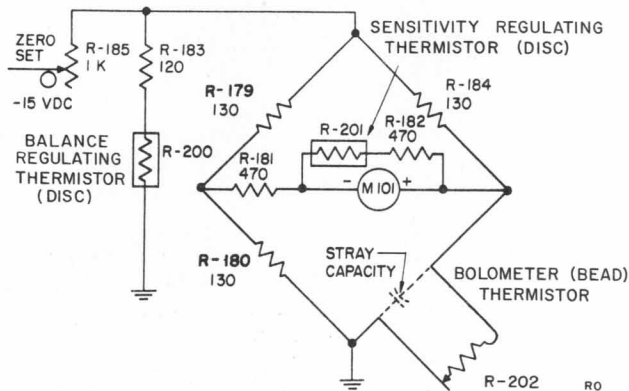 ZERO
SET
R-185
1 K
-15 VDC
R-183
120
BALANCE
REGULATING
THERMISTOR
(DISC)
R-200
SENSITIVITY REGULATING
THERMISTOR (DISC)
R-179
130
R-184
130
R-201
R-182
470
R-181
470
- M 101 +
R-180
130
STRAY
CAPACITY
BOLOMETER (BEAD)
THERMISTOR
R-202
RO